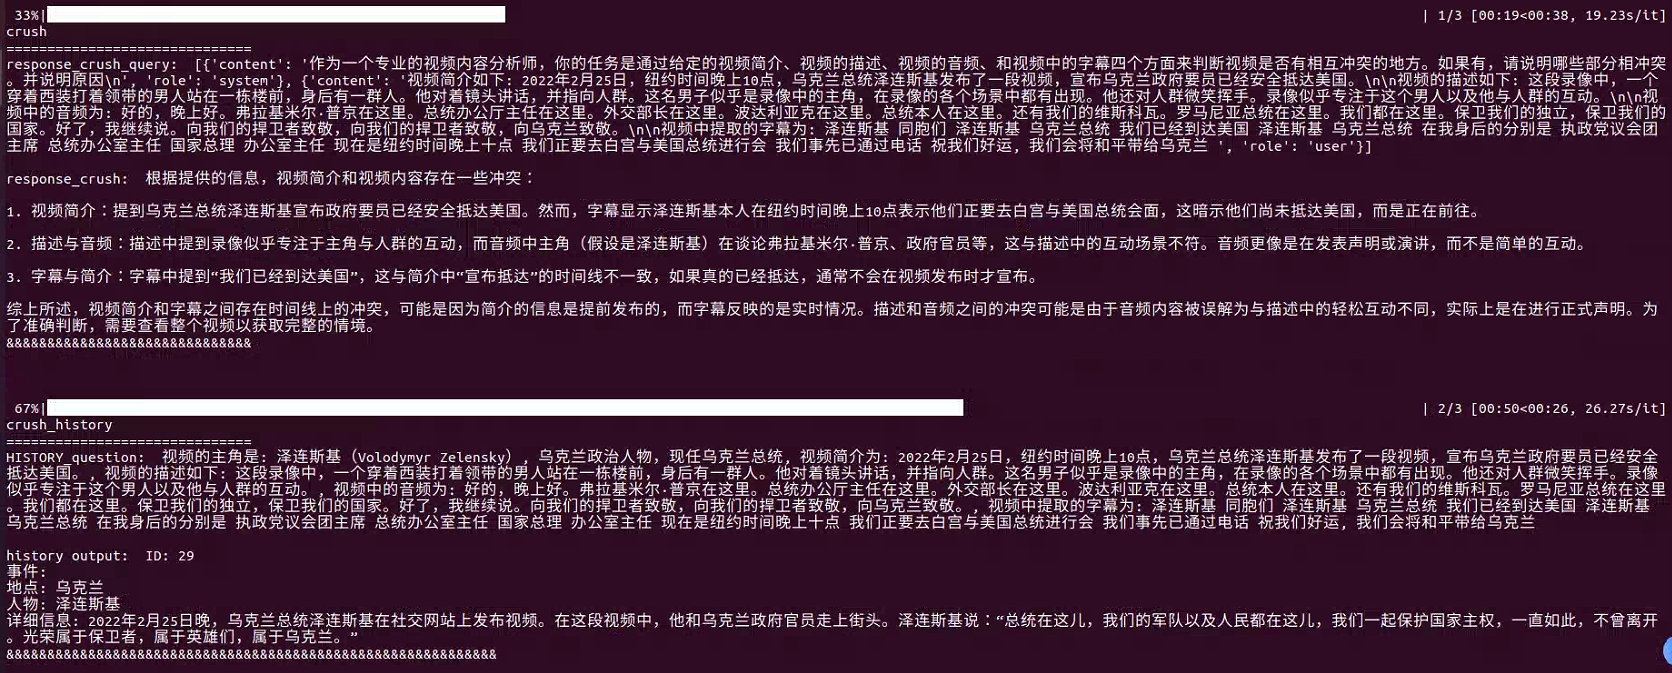 33%| | 1/3 [00:19<00:38, 19.23s/it]
crush
==============================
response_crush_query:  [{'content': '作为一个专业的视频内容分析师，你的任务是通过给定的视频简介、视频的描述、视频的音频、和视频中的字幕四个方面来判断视频是否有相互冲突的地方。如果有，请说明哪些部分相冲突
。并说明原因\n', 'role': 'system'}, {'content': '视频简介如下: 2022年2月25日，纽约时间晚上10点，乌克兰总统泽连斯基发布了一段视频，宣布乌克兰政府要员已经安全抵达美国。\n\n视频的描述如下: 这段录像中，一个
穿着西装打着领带的男人站在一栋楼前，身后有一群人。他对着镜头讲话，并指向人群。这名男子似乎是录像中的主角，在录像的各个场景中都有出现。他还对人群微笑挥手。录像似乎专注于这个男人以及他与人群的互动。\n\n视
频中的音频为: 好的，晚上好。弗拉基米尔·普京在这里。总统办公厅主任在这里。外交部长在这里。波达利亚克在这里。总统本人在这里。还有我们的维斯科瓦。罗马尼亚总统在这里。我们都在这里。保卫我们的独立，保卫我们的
国家。好了，我继续说。向我们的捍卫者致敬，向我们的捍卫者致敬，向乌克兰致敬。\n\n视频中提取的字幕为: 泽连斯基 同胞们 泽连斯基 乌克兰总统 我们已经到达美国 泽连斯基 乌克兰总统 在我身后的分别是 执政党议会团
主席 总统办公室主任 国家总理 办公室主任 现在是纽约时间晚上十点 我们正要去白宫与美国总统进行会 我们事先已通过电话 祝我们好运, 我们会将和平带给乌克兰 ', 'role': 'user'}]
response_crush:  根据提供的信息，视频简介和视频内容存在一些冲突：
1. 视频简介：提到乌克兰总统泽连斯基宣布政府要员已经安全抵达美国。然而，字幕显示泽连斯基本人在纽约时间晚上10点表示他们正要去白宫与美国总统会面，这暗示他们尚未抵达美国，而是正在前往。
2. 描述与音频：描述中提到录像似乎专注于主角与人群的互动，而音频中主角（假设是泽连斯基）在谈论弗拉基米尔·普京、政府官员等，这与描述中的互动场景不符。音频更像是在发表声明或演讲，而不是简单的互动。
3. 字幕与简介：字幕中提到“我们已经到达美国”，这与简介中“宣布抵达”的时间线不一致，如果真的已经抵达，通常不会在视频发布时才宣布。
综上所述，视频简介和字幕之间存在时间线上的冲突，可能是因为简介的信息是提前发布的，而字幕反映的是实时情况。描述和音频之间的冲突可能是由于音频内容被误解为与描述中的轻松互动不同，实际上是在进行正式声明。为
了准确判断，需要查看整个视频以获取完整的情境。
&&&&&&&&&&&&&&&&&&&&&&&&&&&&&&
67%| | 2/3 [00:50<00:26, 26.27s/it]
crush_history
==============================
HISTORY_question:  视频的主角是: 泽连斯基（Volodymyr Zelensky）, 乌克兰政治人物，现任乌克兰总统, 视频简介为: 2022年2月25日，纽约时间晚上10点，乌克兰总统泽连斯基发布了一段视频，宣布乌克兰政府要员已经安全
抵达美国。, 视频的描述如下: 这段录像中，一个穿着西装打着领带的男人站在一栋楼前，身后有一群人。他对着镜头讲话，并指向人群。这名男子似乎是录像中的主角，在录像的各个场景中都有出现。他还对人群微笑挥手。录像
似乎专注于这个男人以及他与人群的互动。, 视频中的音频为: 好的，晚上好。弗拉基米尔·普京在这里。总统办公厅主任在这里。外交部长在这里。波达利亚克在这里。总统本人在这里。还有我们的维斯科瓦。罗马尼亚总统在这里
。我们都在这里。保卫我们的独立，保卫我们的国家。好了，我继续说。向我们的捍卫者致敬，向我们的捍卫者致敬，向乌克兰致敬。, 视频中提取的字幕为: 泽连斯基 同胞们 泽连斯基 乌克兰总统 我们已经到达美国 泽连斯基
乌克兰总统 在我身后的分别是 执政党议会团主席 总统办公室主任 国家总理 办公室主任 现在是纽约时间晚上十点 我们正要去白宫与美国总统进行会 我们事先已通过电话 祝我们好运, 我们会将和平带给乌克兰
history output:  ID: 29
事件:
地点: 乌克兰
人物: 泽连斯基
详细信息: 2022年2月25日晚，乌克兰总统泽连斯基在社交网站上发布视频。在这段视频中，他和乌克兰政府官员走上街头。泽连斯基说：“总统在这儿，我们的军队以及人民都在这儿，我们一起保护国家主权，一直如此，不曾离开
。光荣属于保卫者，属于英雄们，属于乌克兰。”
&&&&&&&&&&&&&&&&&&&&&&&&&&&&&&&&&&&&&&&&&&&&&&&&&&&&&&&&&&&&